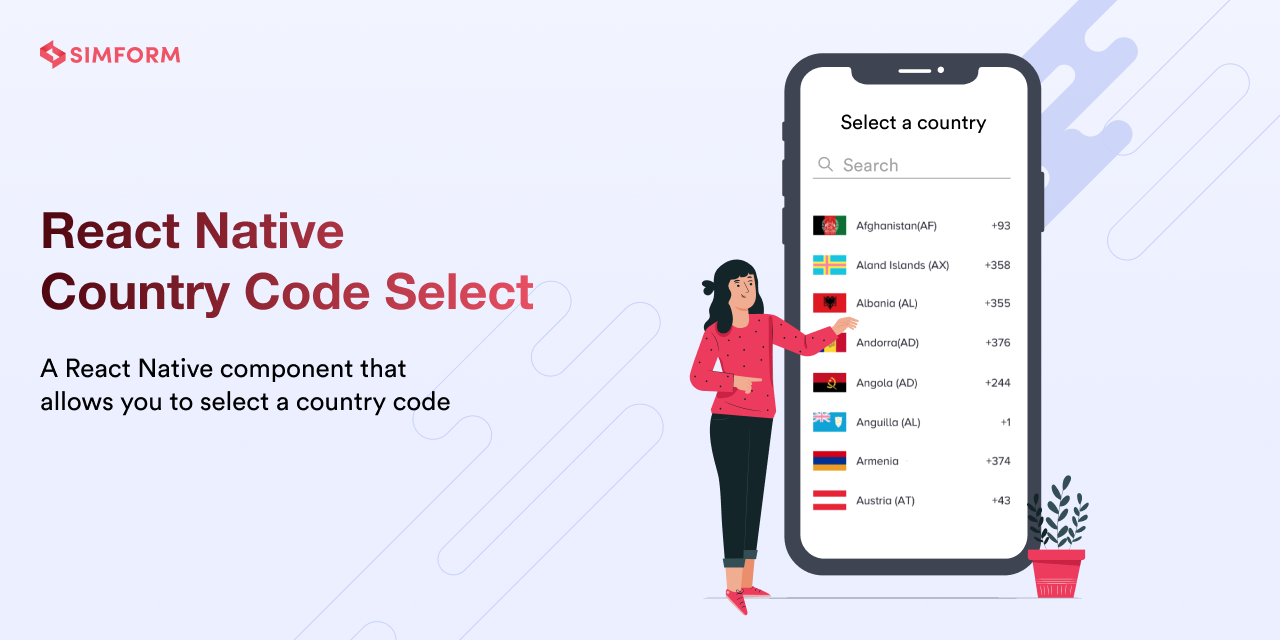 SIMFORM
React Native
Country Code Select
A React Native component that
allows you to select a country code
Select a country
Search
Afghanistan(AF) +93
Aland Islands (AX) +358
Albania (AL) +355
Andorra(AD) +376
Angola (AD) +244
Anguilla (AL) +1
Armenia +374
Austria (AT) +43